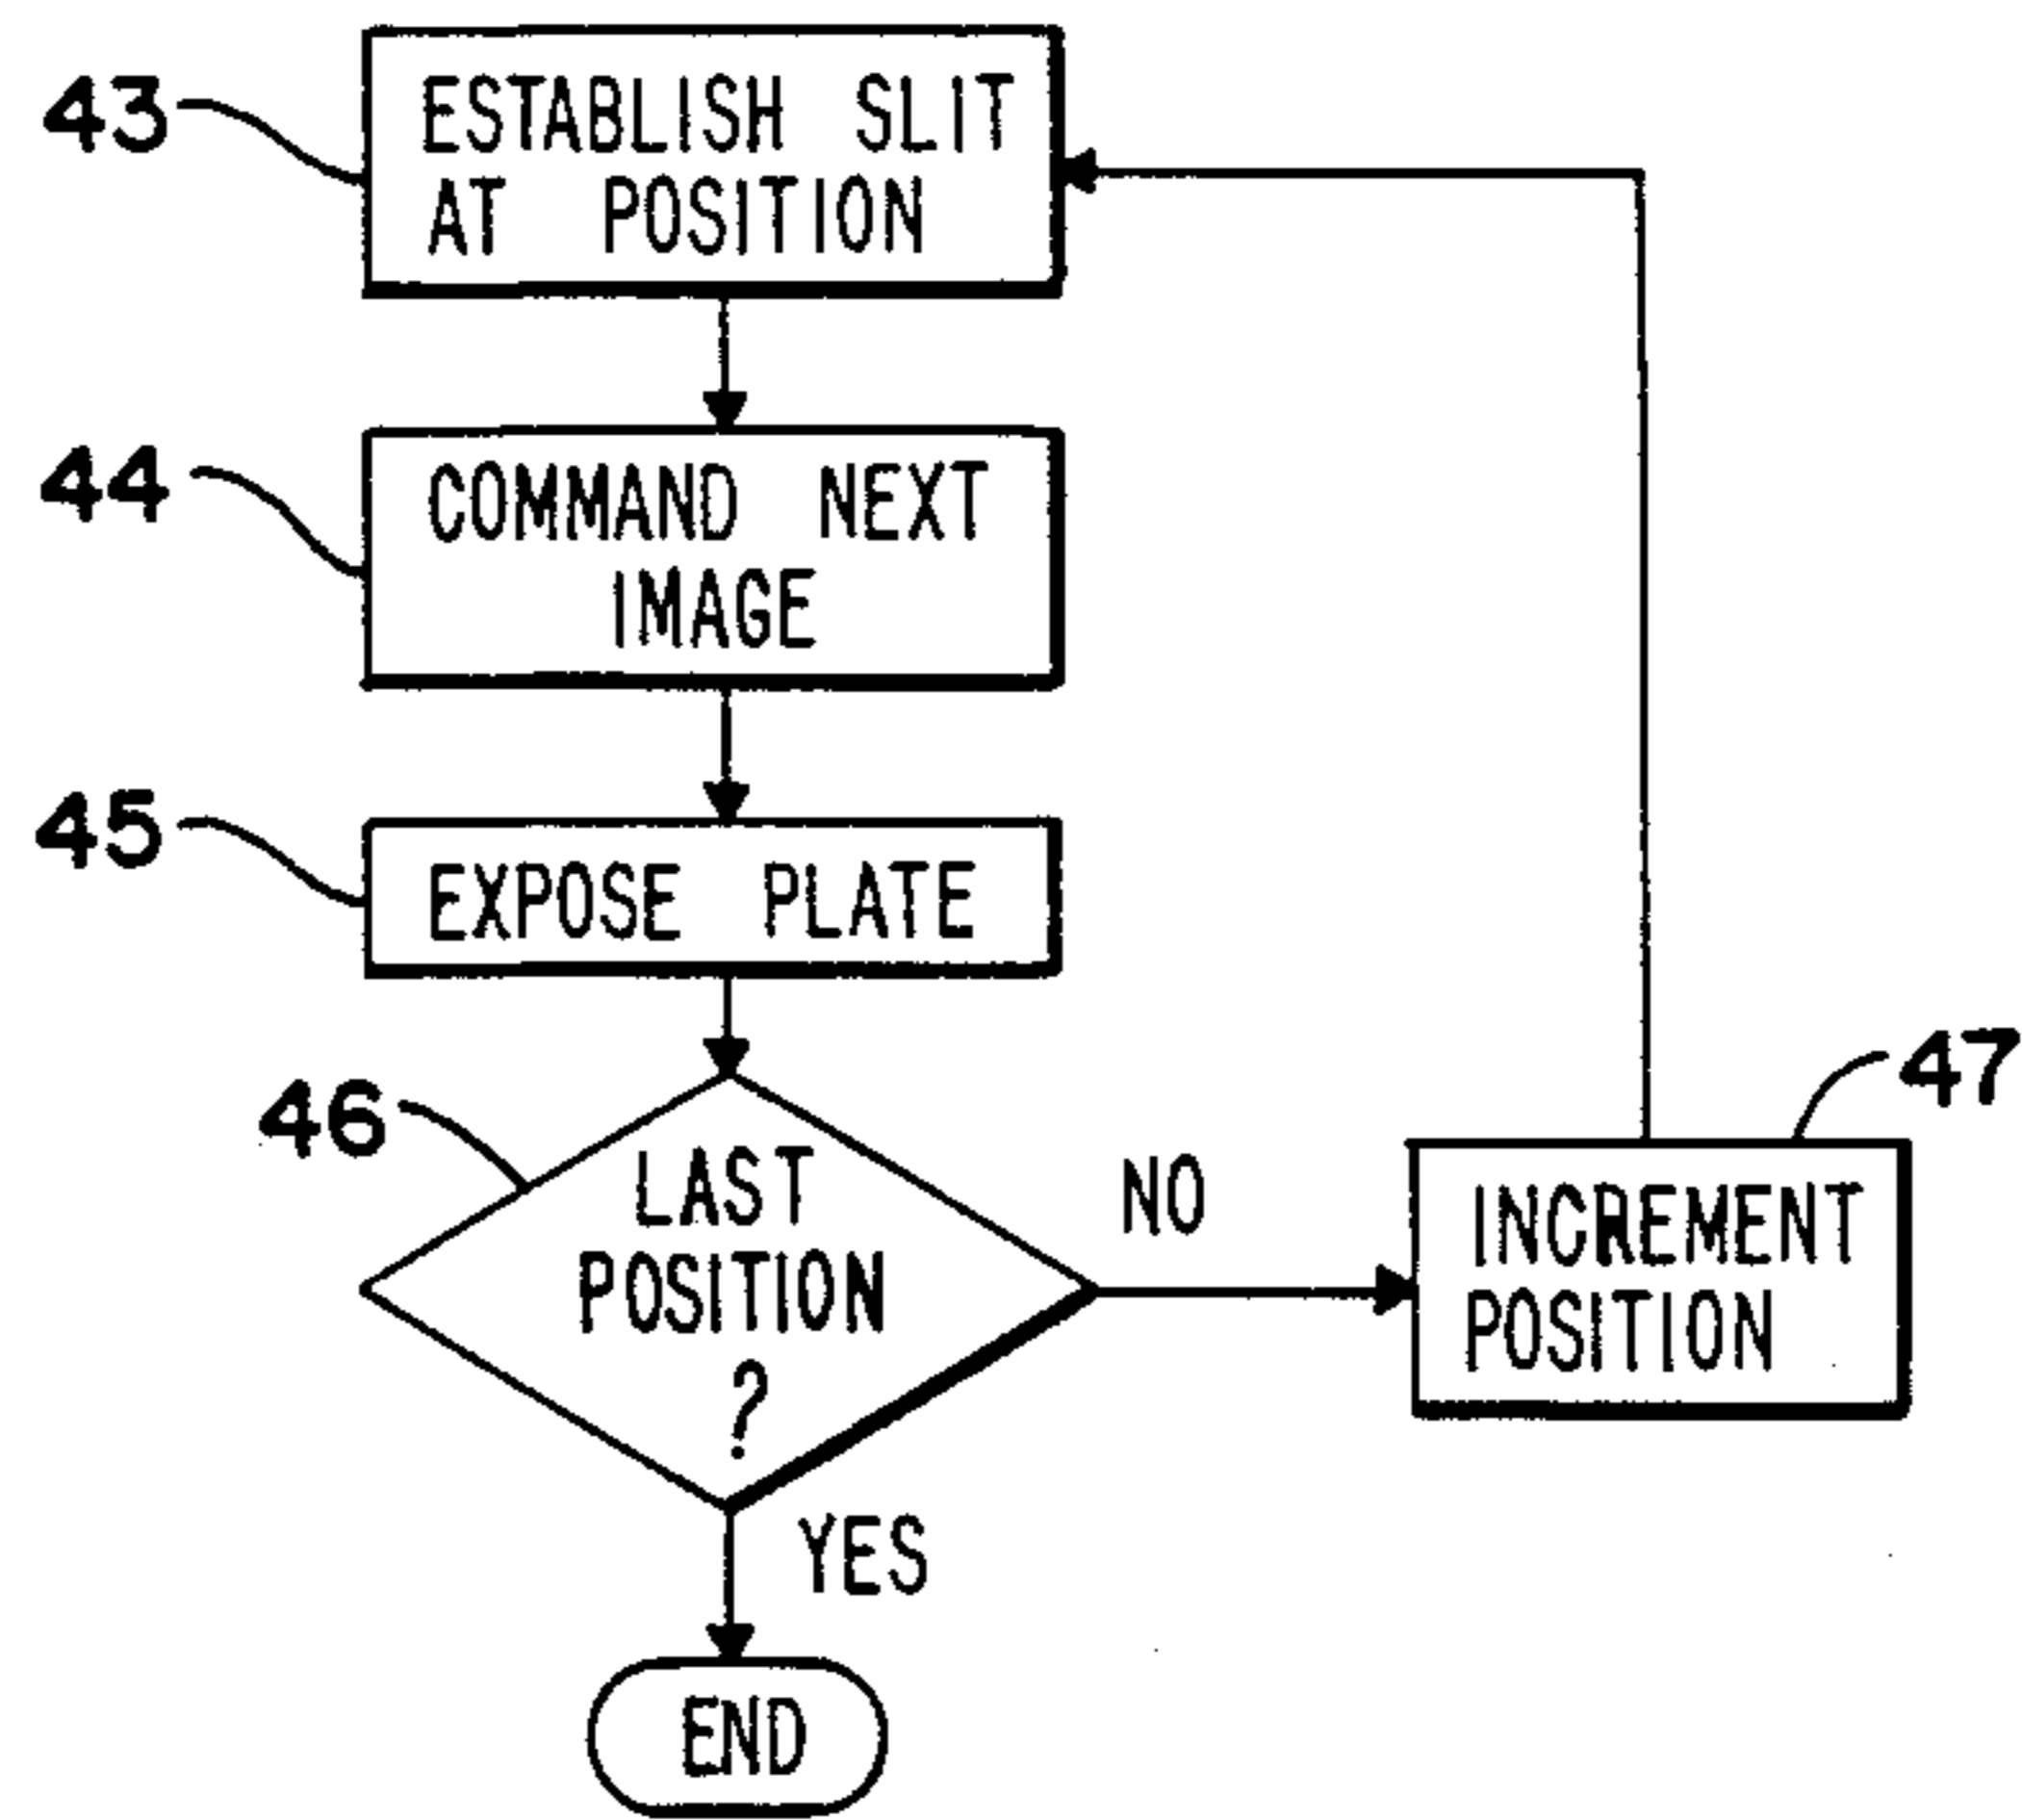 43
ESTABLISH SLIT
AT POSITION
44
COMMAND NEXT
IMAGE
45
EXPOSE PLATE
46
LAST
POSITION
?
NO
47
INCREMENT
POSITION
YES
END